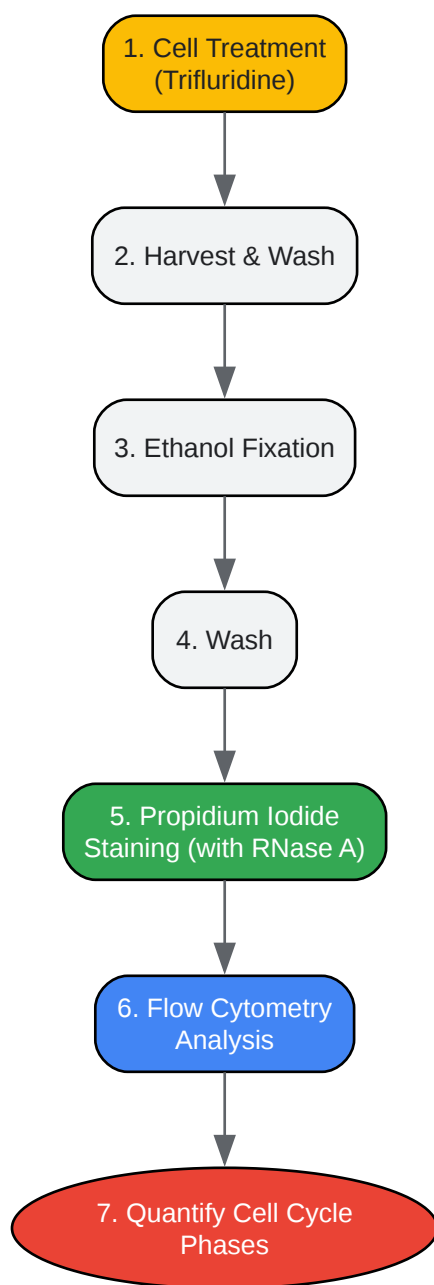 1. Cell Treatment
(Trifluridine)
2. Harvest & Wash
3. Ethanol Fixation
4. Wash
5. Propidium Iodide
Staining (with RNase A)
6. Flow Cytometry
Analysis
7. Quantify Cell Cycle
Phases